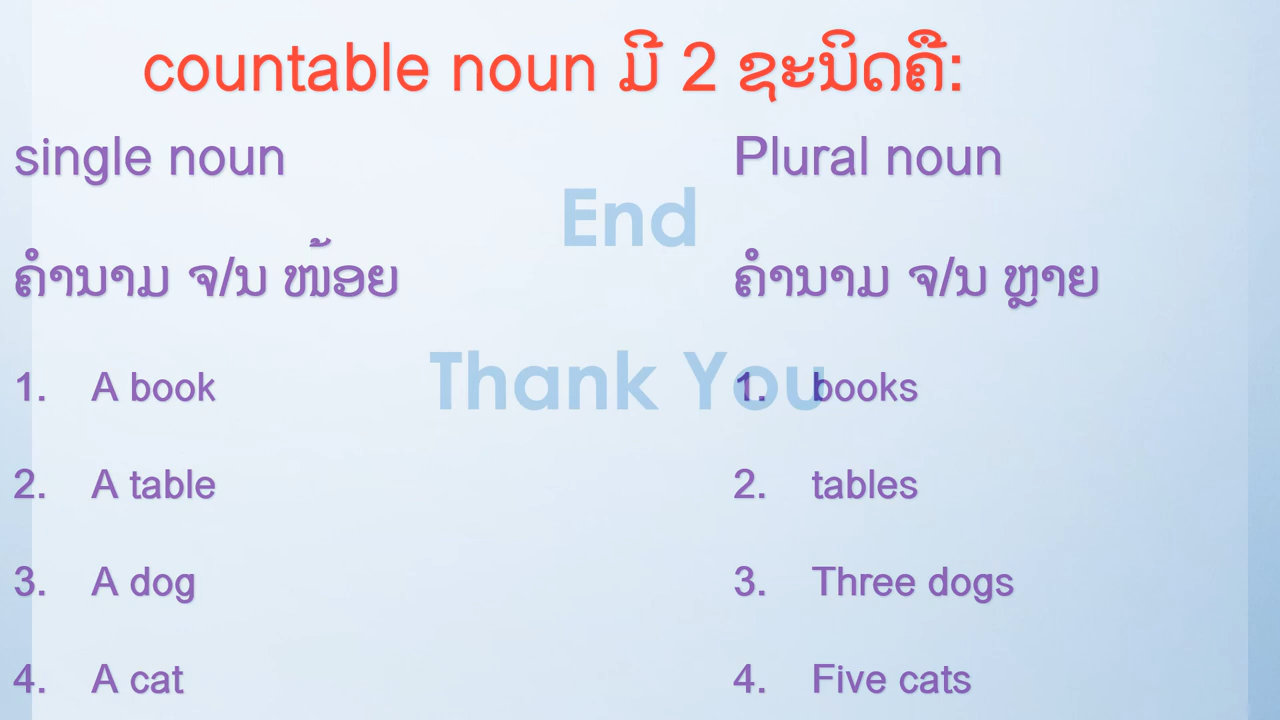 countable noun ມີ 2 ຊະນິດຄື:
single noun
ຄຳນາມ ຈ/ນ ໜ້ອຍ
1. A book
2. A table
3. A dog
4. A cat
Plural noun
ຄຳນາມ ຈ/ນ ຫຼາຍ
1. books
2. tables
3. Three dogs
4. Five cats
End
Thank You